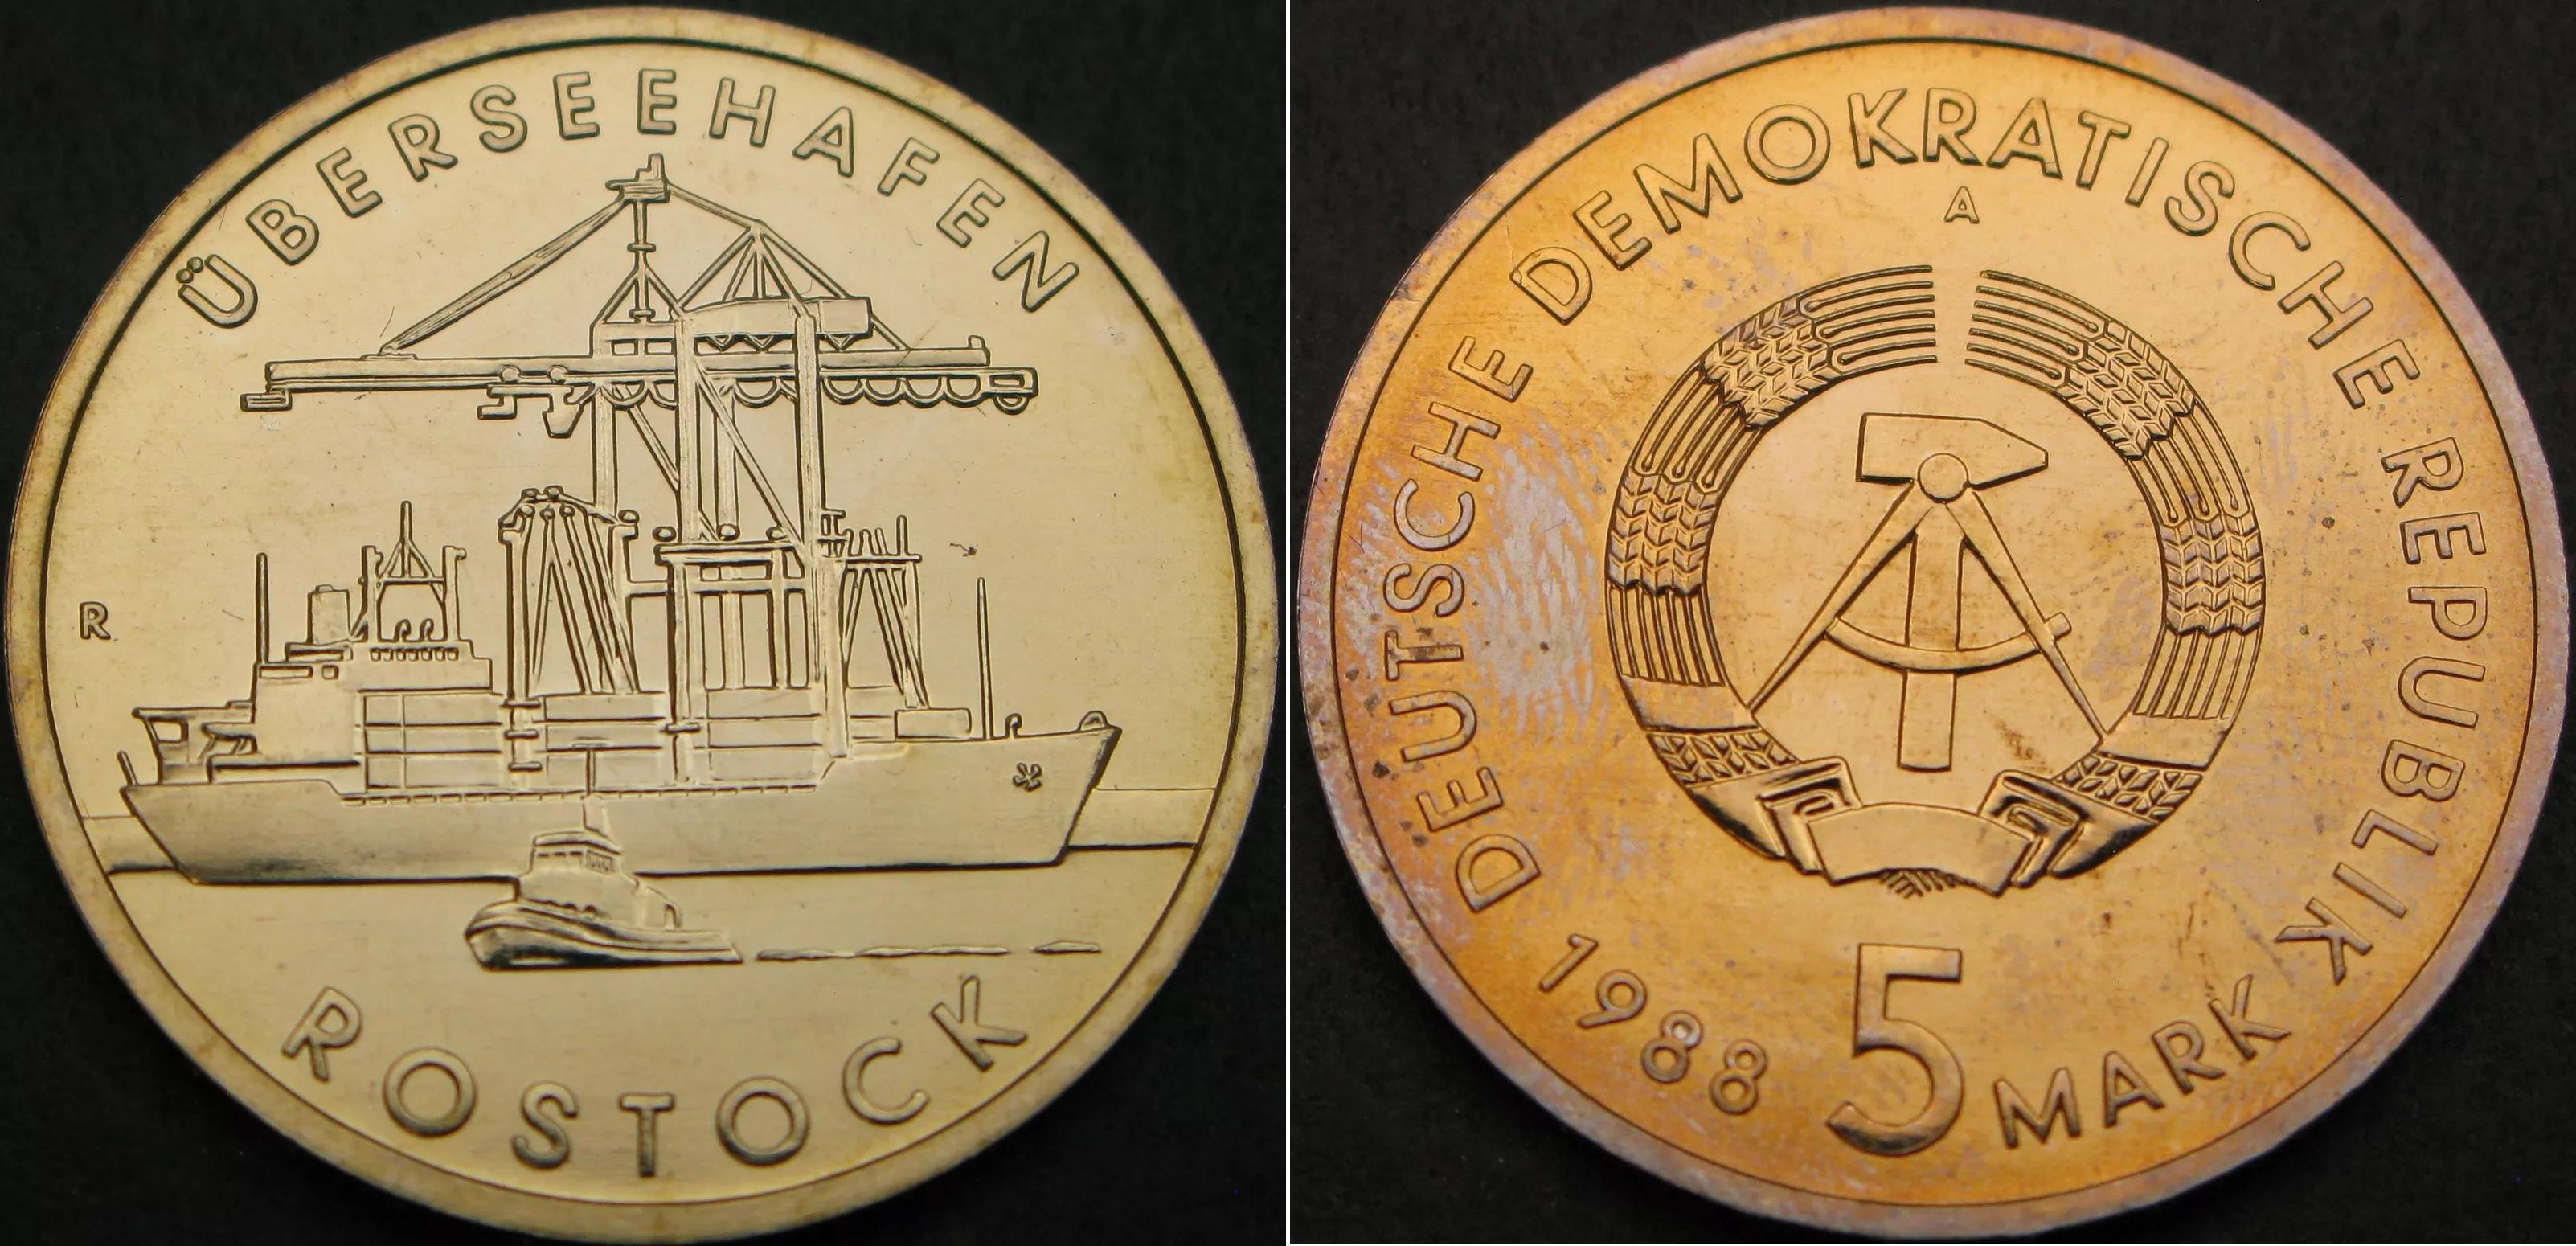 ÜBERSEEHAFEN
R
ROSTOCK
DEUTSCHE DEMOKRATISCHE REPUBLIK
A
1988 5 MARK